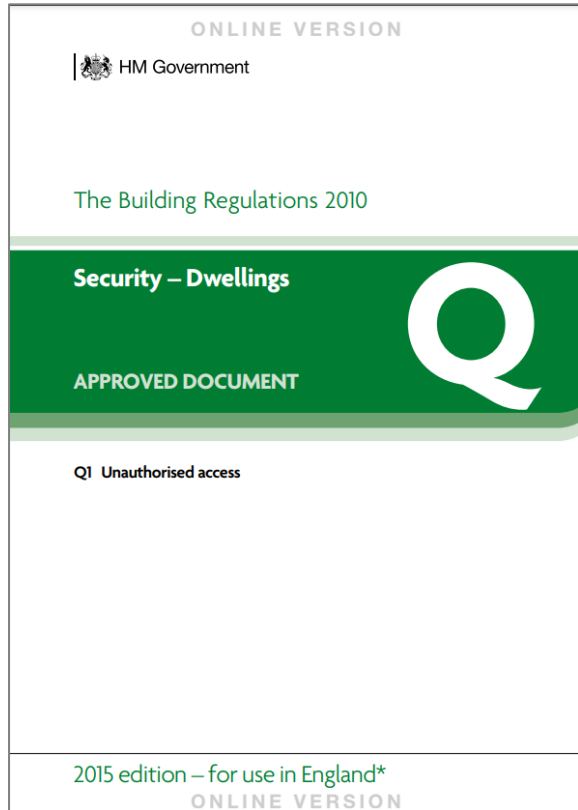 ONLINE VERSION
HM Government
The Building Regulations 2010
Security – Dwellings
Q
APPROVED DOCUMENT
Q1 Unauthorised access
2015 edition – for use in England*
ONLINE VERSION